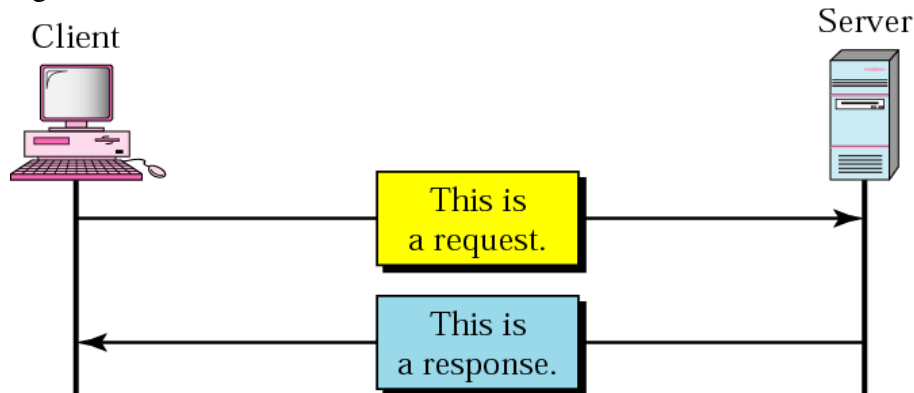 Client
Server
This is
a request.
This is
a response.